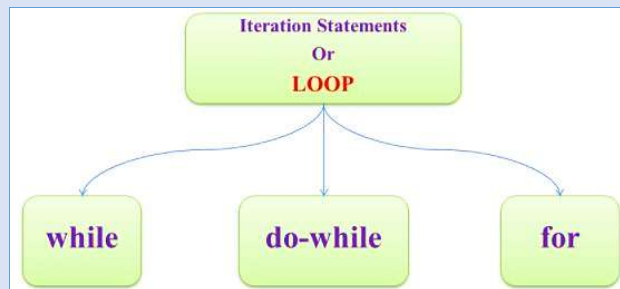 Iteration Statements
Or
LOOP
while
do-while
for